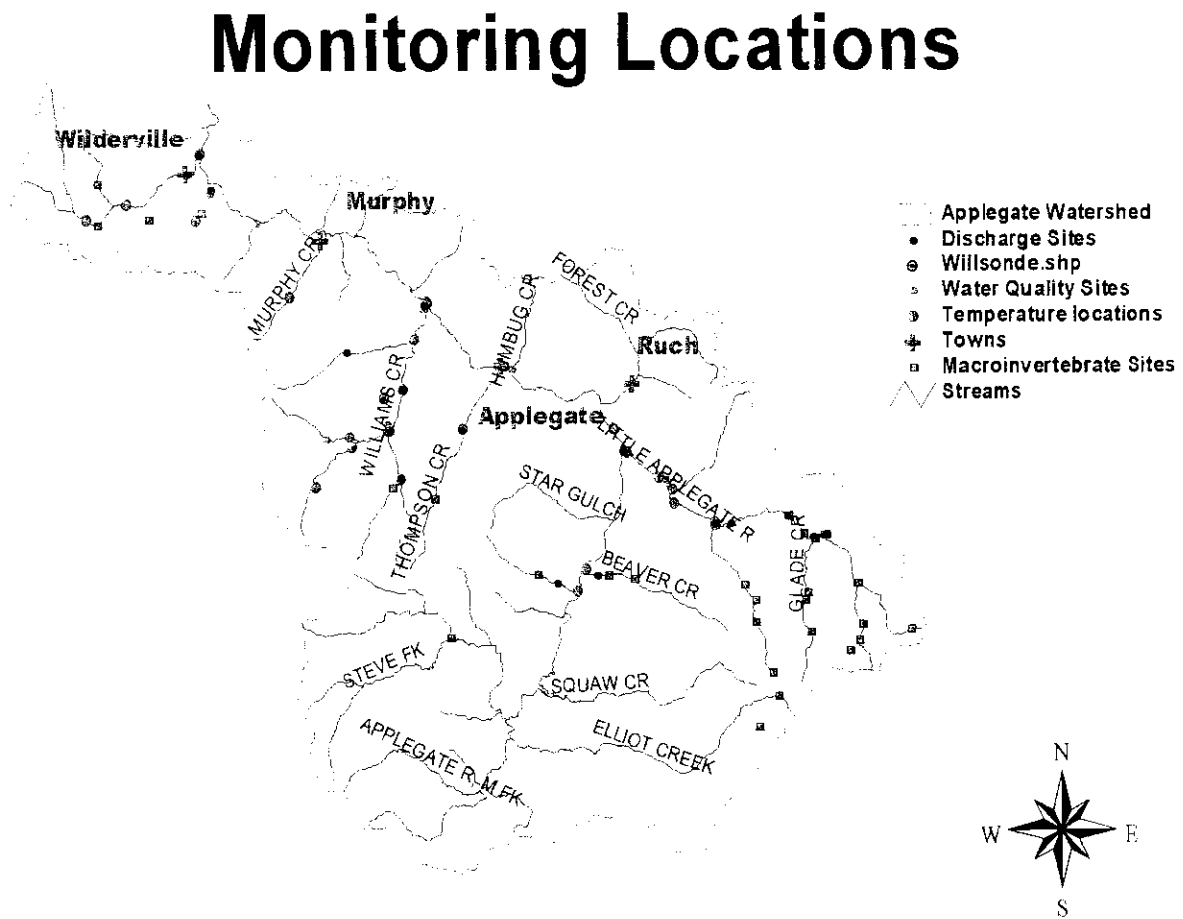 Monitoring Locations
Wilderville
Murphy
MURPHY CR
FOREST CR
HUMBUG CR
Ruch
WILLIAMS CR
Applegate
LITTLE APPLEGATE R
THOMPSON CR
STAR GULCH
BEAVER CR
GLADE CR
STEVE FK
SQUAW CR
APPLEGATE R, M FK
ELLIOT CREEK
Applegate Watershed
Discharge Sites
Willsonde.shp
Water Quality Sites
Temperature locations
Towns
Macroinvertebrate Sites
Streams
N
W
E
S